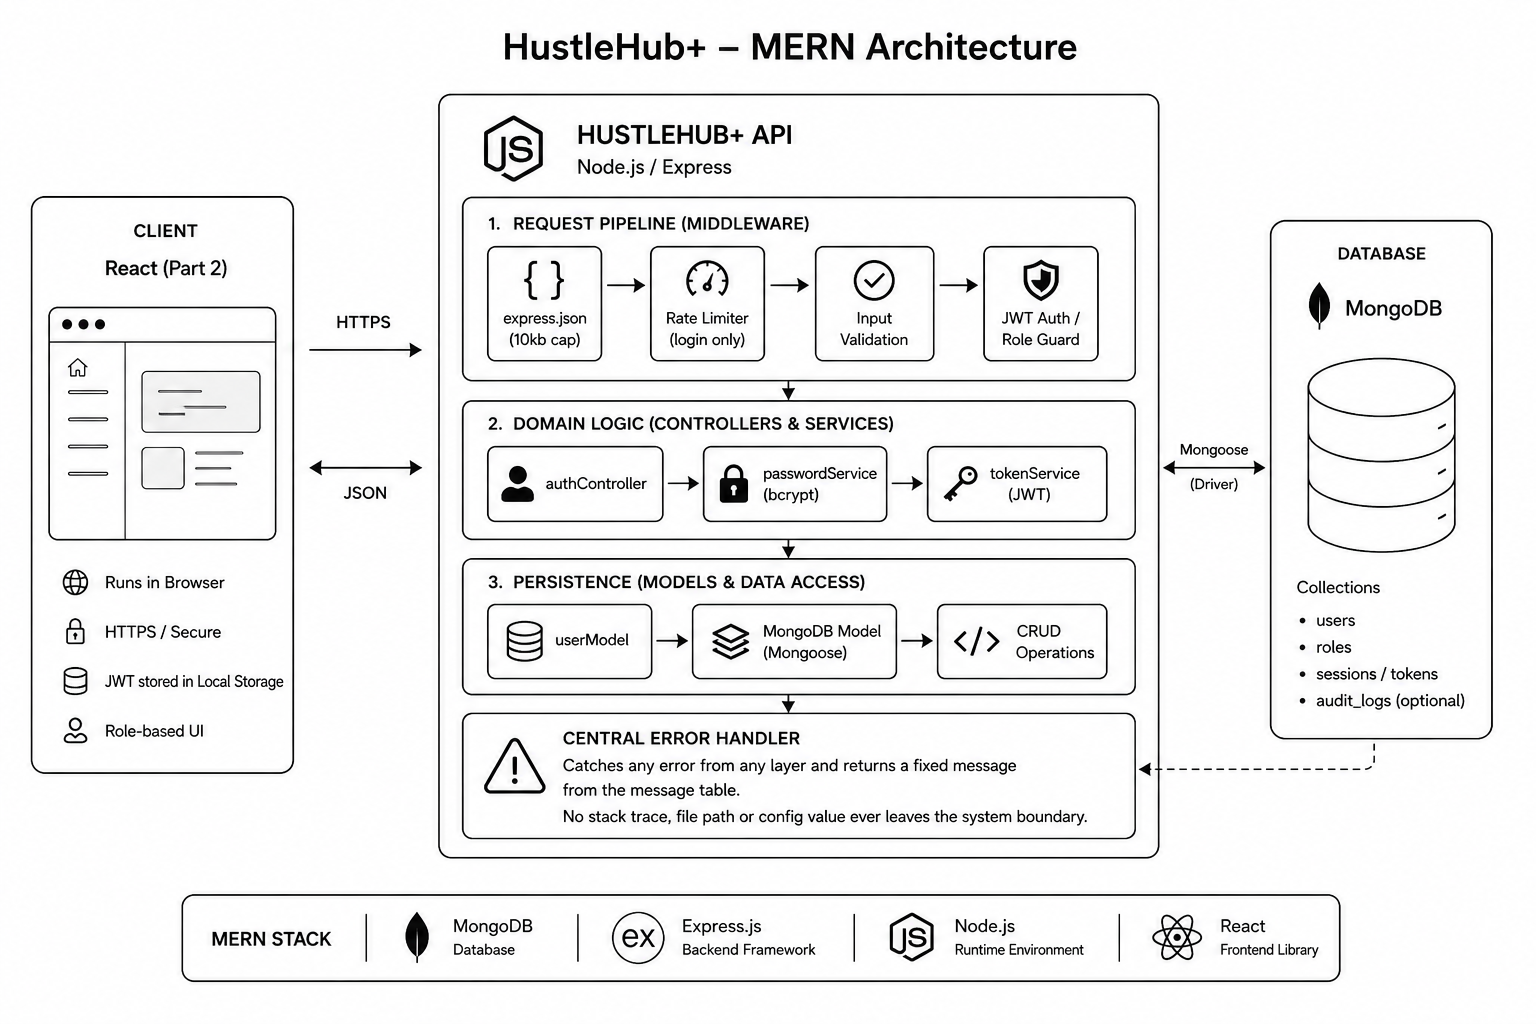 HustleHub+ – MERN Architecture
CLIENT
React (Part 2)
Runs in Browser
HTTPS / Secure
JWT stored in Local Storage
Role-based UI
HTTPS
JSON
JS
HUSTLEHUB+ API
Node.js / Express
1. REQUEST PIPELINE (MIDDLEWARE)
{ }
express.json
(10kb cap)
Rate Limiter
(login only)
Input
Validation
JWT Auth /
Role Guard
2. DOMAIN LOGIC (CONTROLLERS & SERVICES)
authController
passwordService
(bcrypt)
tokenService
(JWT)
3. PERSISTENCE (MODELS & DATA ACCESS)
userModel
MongoDB Model
(Mongoose)
</>
CRUD
Operations
CENTRAL ERROR HANDLER
Catches any error from any layer and returns a fixed message
from the message table.
No stack trace, file path or config value ever leaves the system boundary.
Mongoose
(Driver)
DATABASE
MongoDB
Collections
• users
• roles
• sessions / tokens
• audit_logs (optional)
MERN STACK
MongoDB
Database
ex
Express.js
Backend Framework
JS
Node.js
Runtime Environment
React
Frontend Library